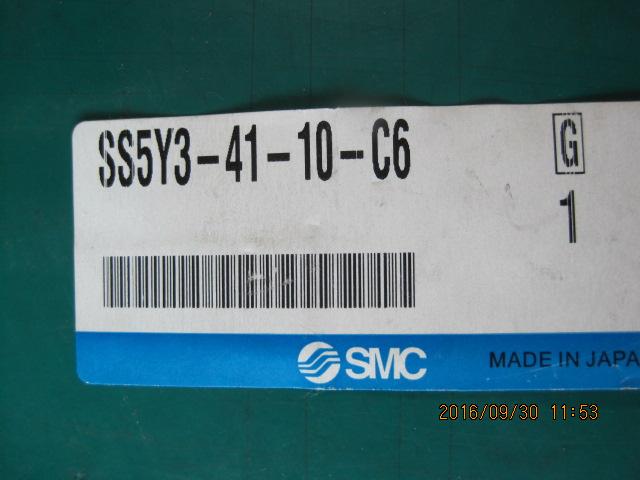 SS5Y3-41-10-C6
G
1
SMC
MADE IN JAPA
2016/09/30 11:53